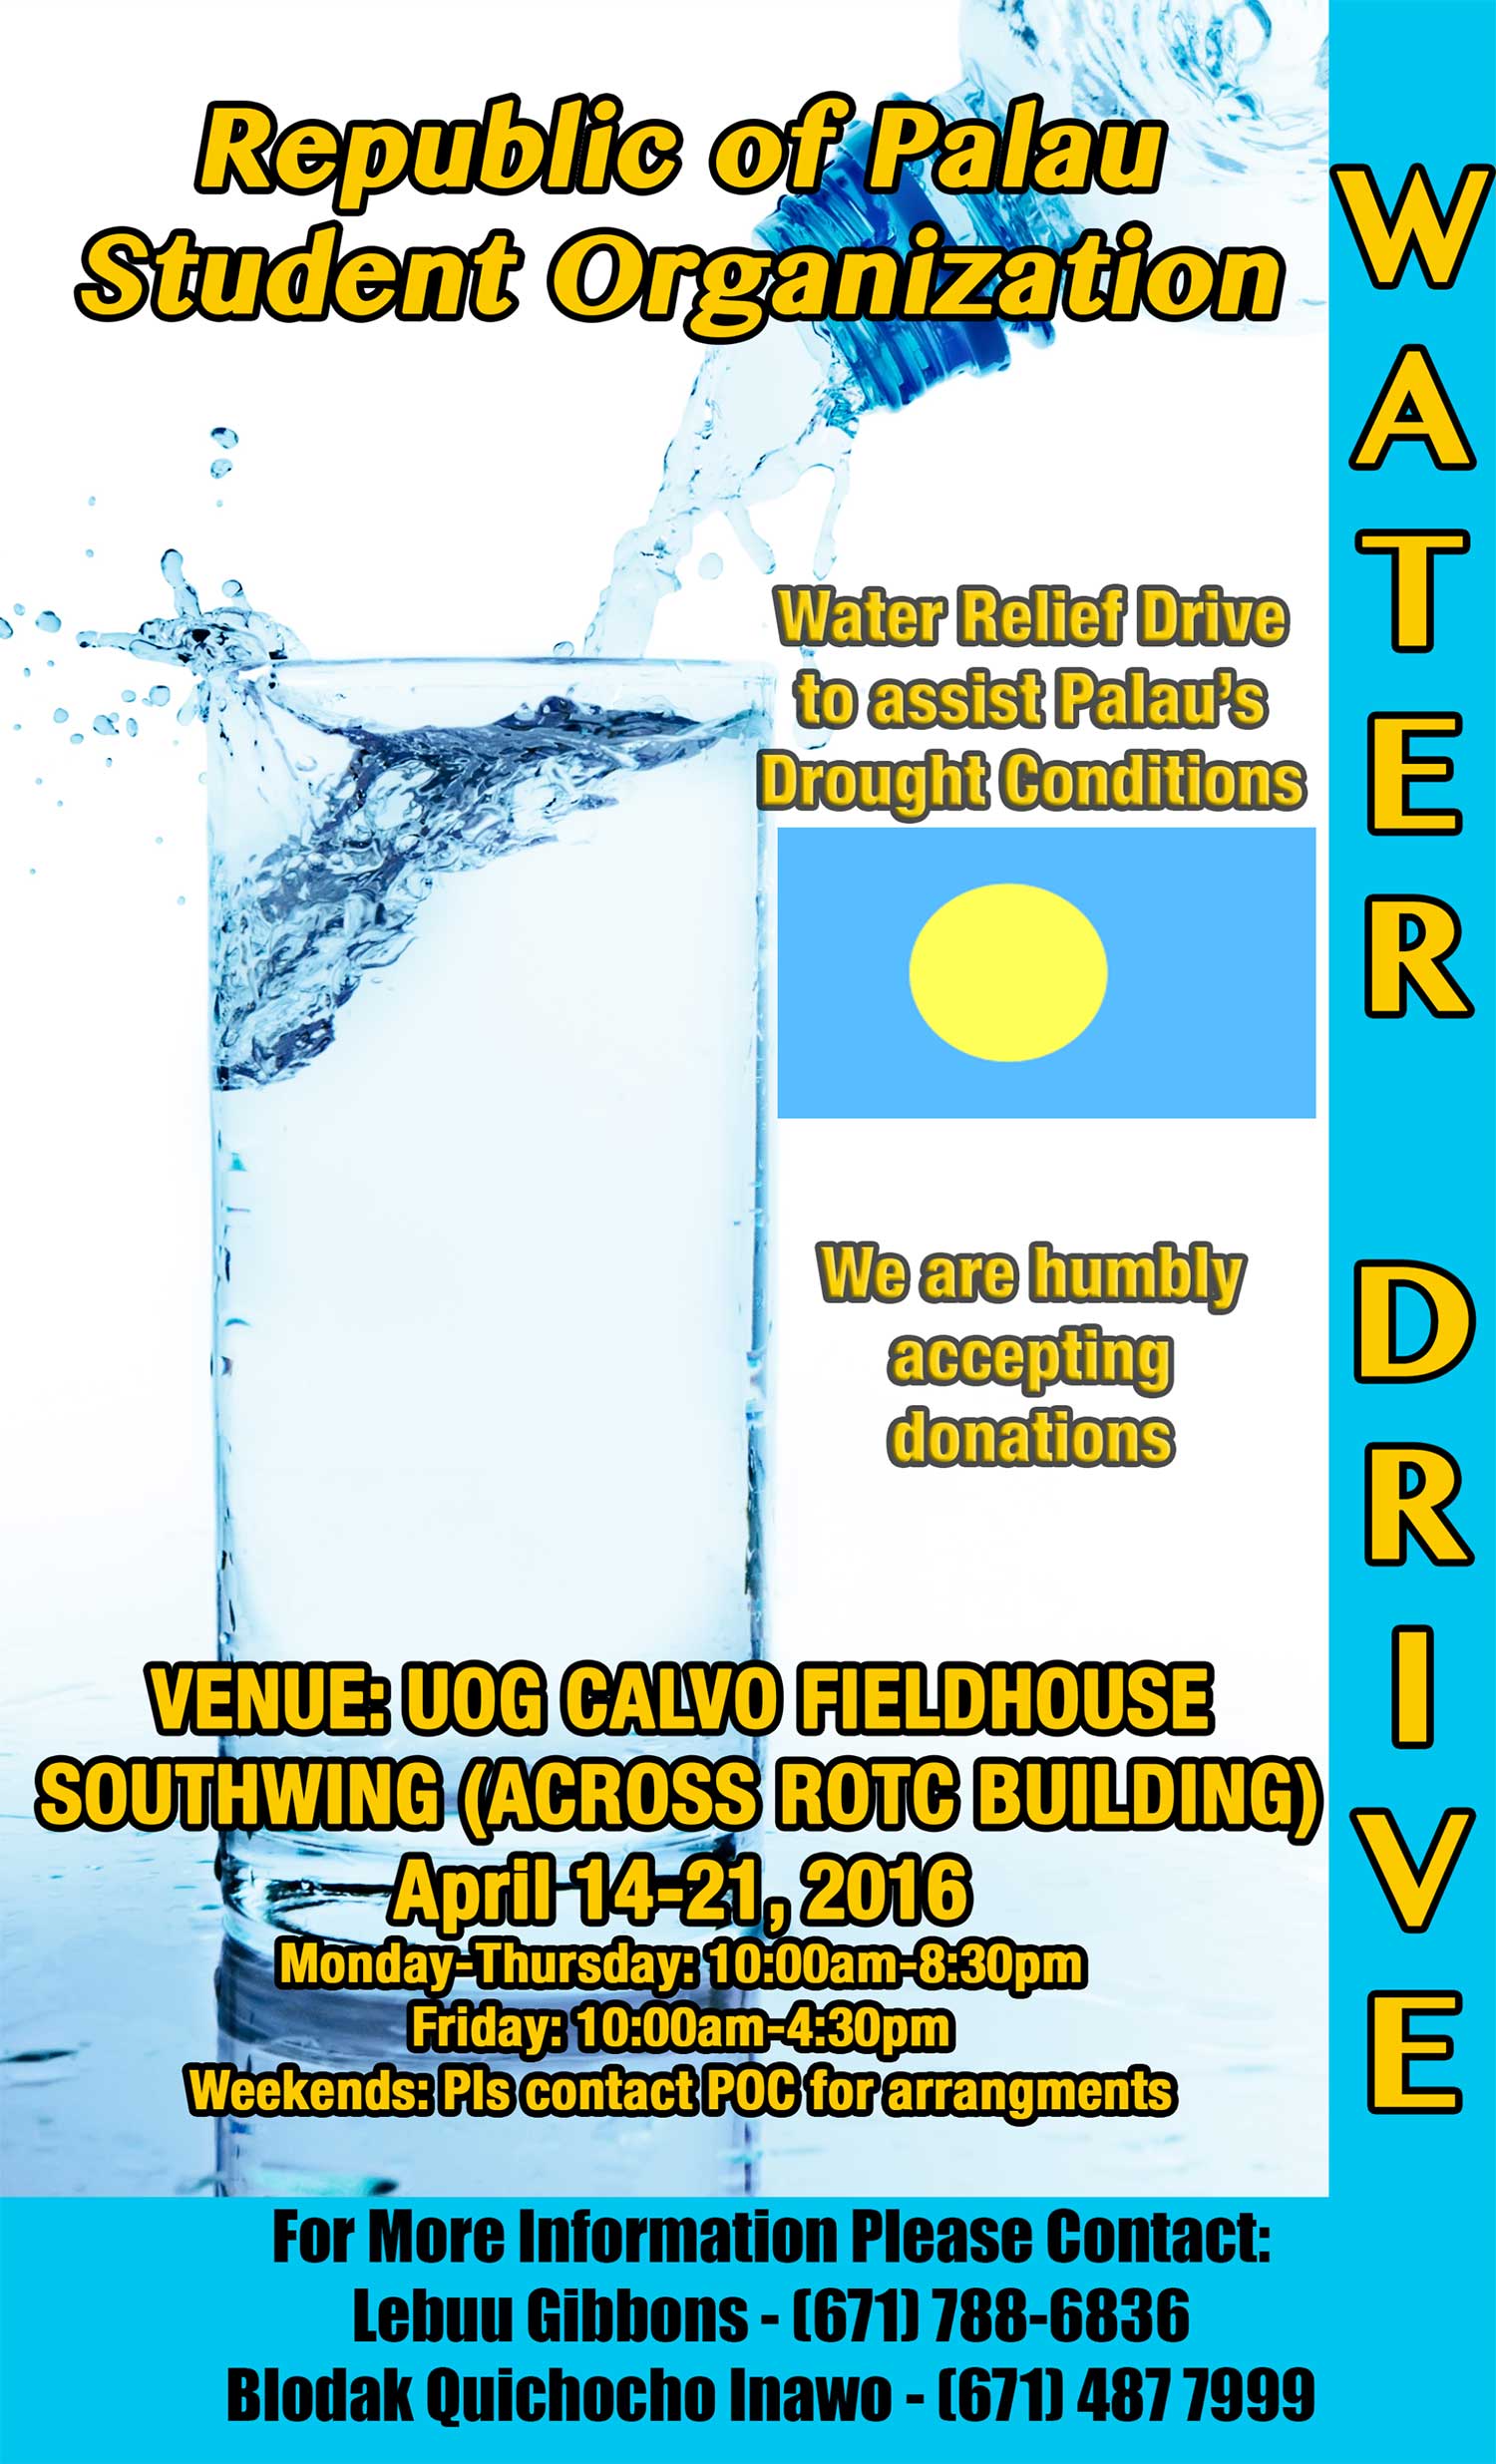 Republic of Palau
Student Organization
WATER DRIVE
Water Relief Drive
to assist Palau's
Drought Conditions
We are humbly
accepting
donations
VENUE: UOG CALVO FIELDHOUSE
SOUTHWING (ACROSS ROTC BUILDING)
April 14-21, 2016
Monday-Thursday: 10:00am-8:30pm
Friday: 10:00am-4:30pm
Weekends: Pls contact POC for arrangments
For More Information Please Contact:
Lebuu Gibbons - (671) 788-6836
Blodak Quichocho Inawo - (671) 487 7999